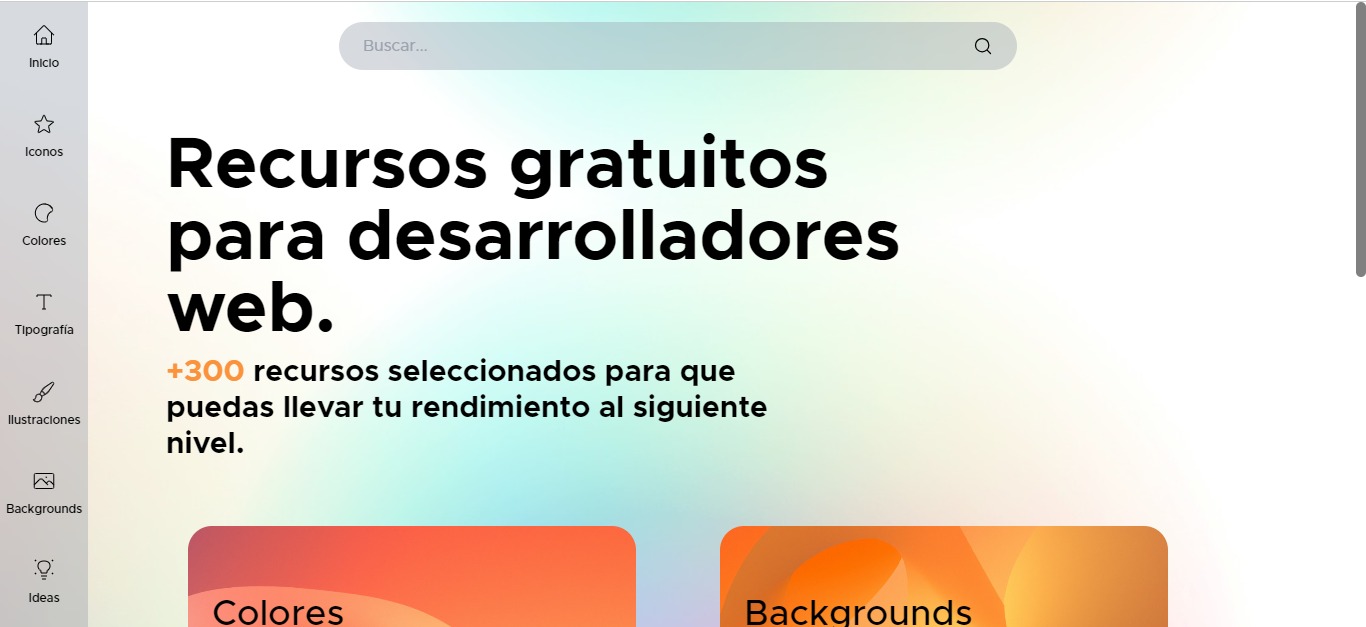 Buscar...
Inicio
Iconos
Colores
Tipografía
Ilustraciones
Backgrounds
Ideas
Recursos gratuitos
para desarrolladores
web.
+300 recursos seleccionados para que
puedas llevar tu rendimiento al siguiente
nivel.
Colores
Backgrounds